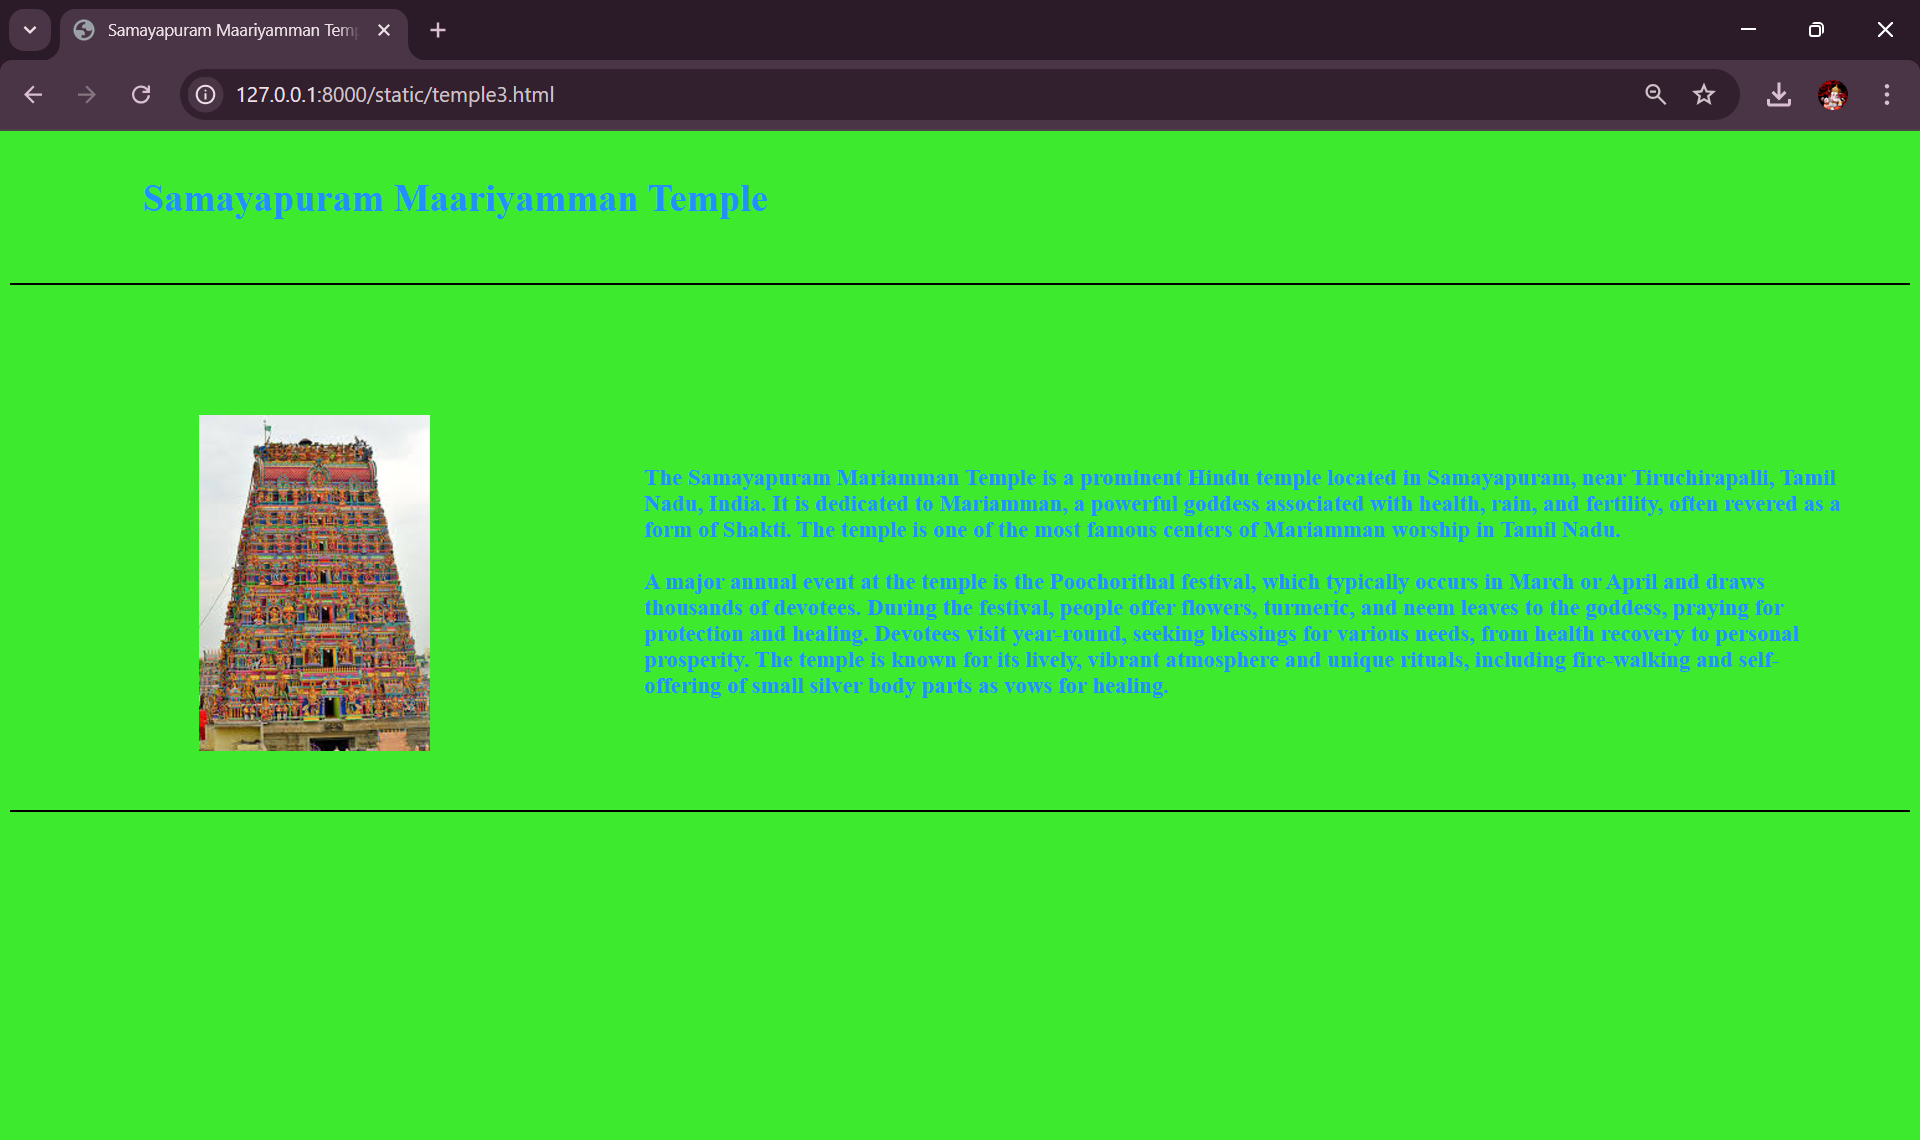 Samayapuram Maariyamman Tem
127.0.0.1:8000/static/temple3.html
Samayapuram Maariyamman Temple
The Samayapuram Mariamman Temple is a prominent Hindu temple located in Samayapuram, near Tiruchirapalli, Tamil
Nadu, India. It is dedicated to Mariamman, a powerful goddess associated with health, rain, and fertility, often revered as a
form of Shakti. The temple is one of the most famous centers of Mariamman worship in Tamil Nadu.
A major annual event at the temple is the Poochorithal festival, which typically occurs in March or April and draws
thousands of devotees. During the festival, people offer flowers, turmeric, and neem leaves to the goddess, praying for
protection and healing. Devotees visit year-round, seeking blessings for various needs, from health recovery to personal
prosperity. The temple is known for its lively, vibrant atmosphere and unique rituals, including fire-walking and self-
offering of small silver body parts as vows for healing.